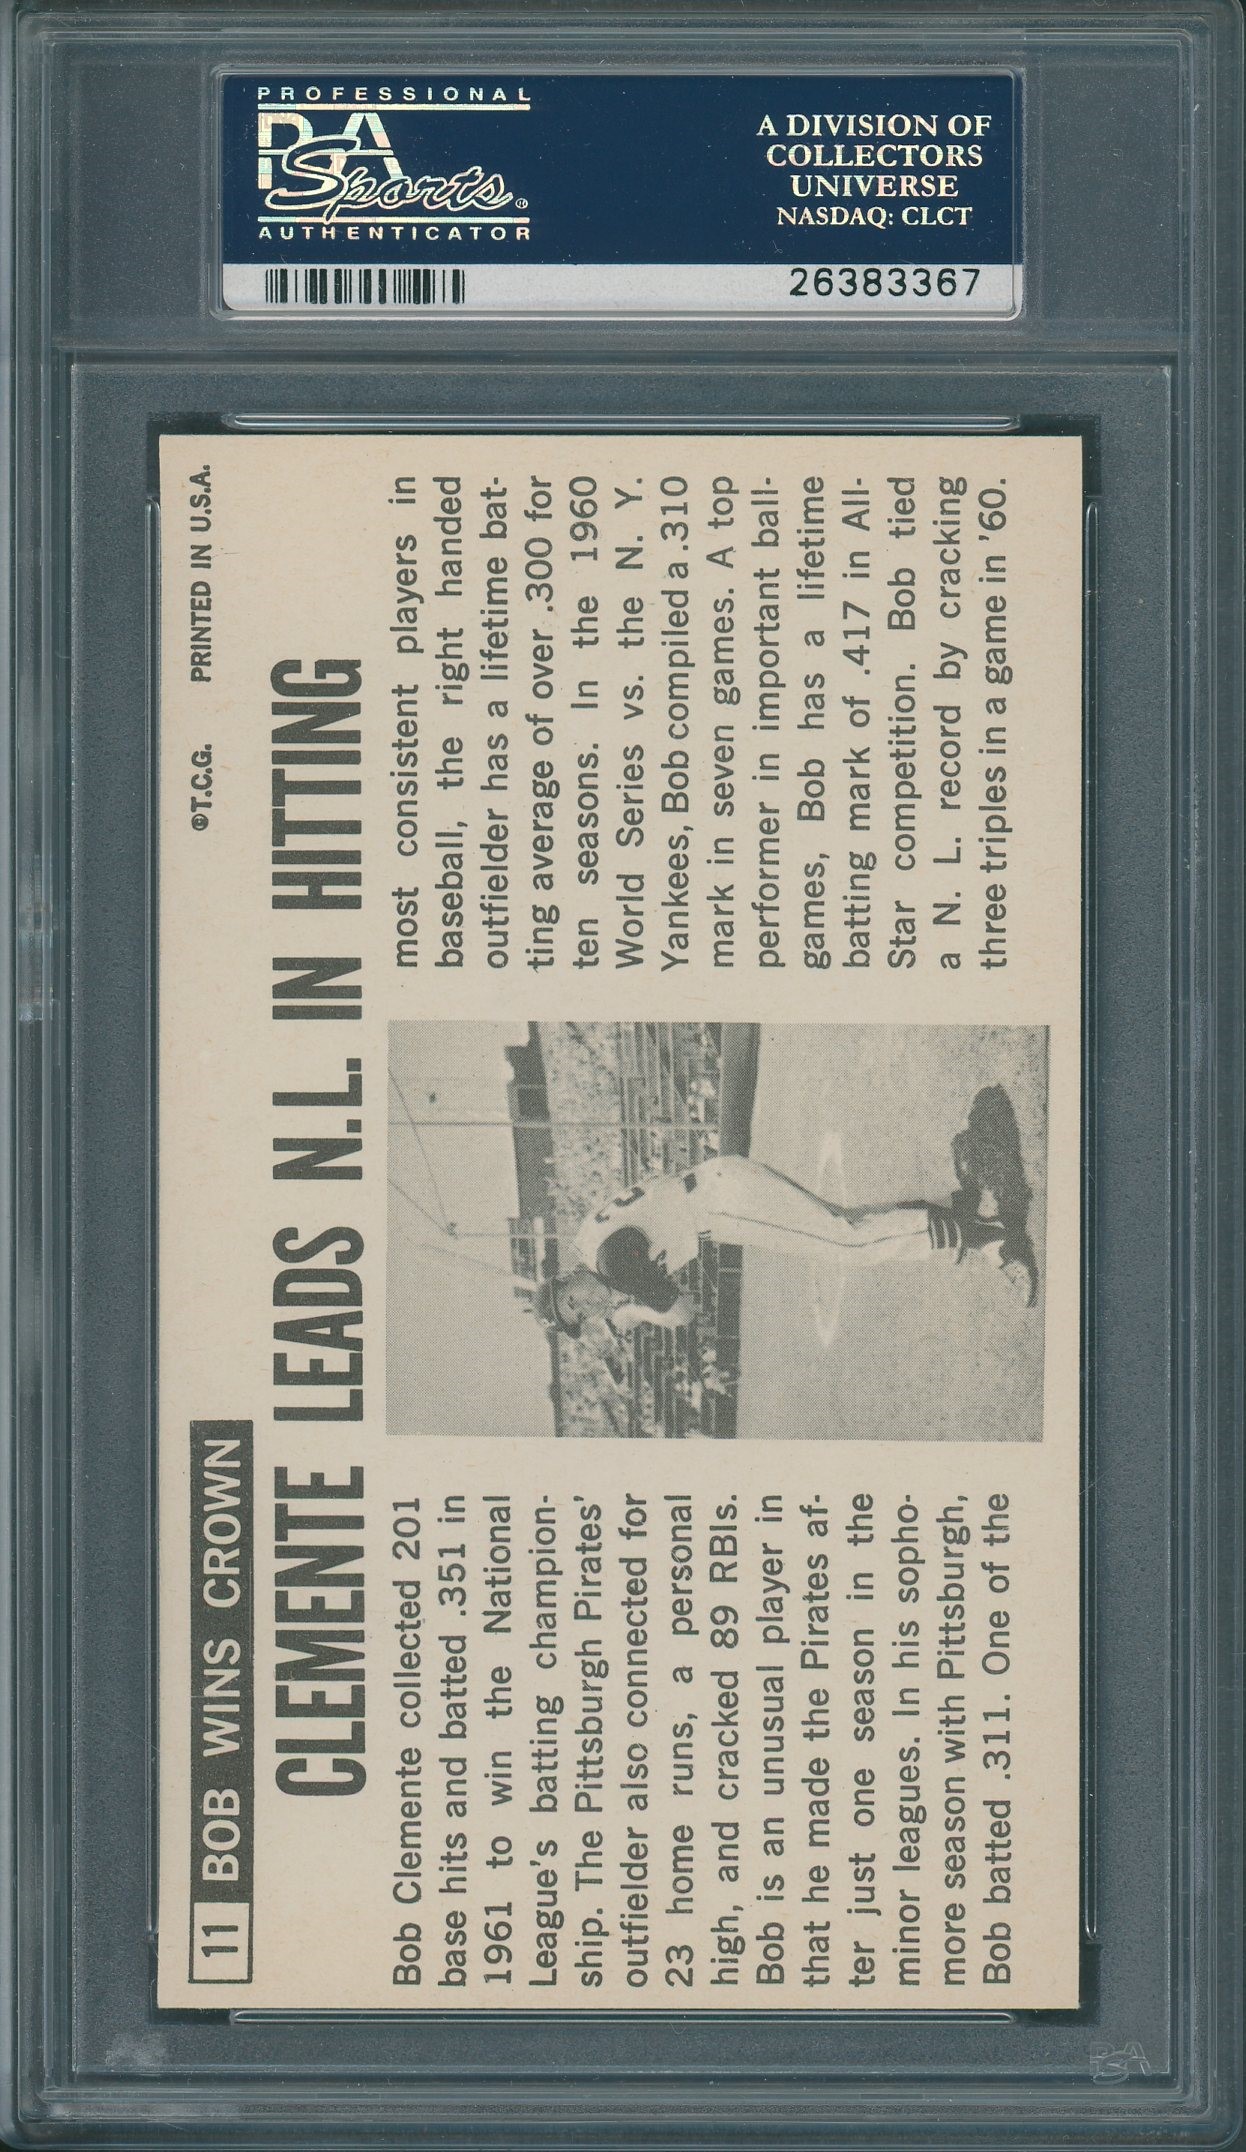 PROFESSIONAL
PSA
Sports®
AUTHENTICATOR
A DIVISION OF
COLLECTORS
UNIVERSE
NASDAQ: CLCT
26383367
11 BOB WINS CROWN
©T.C.G. PRINTED IN U.S.A.
CLEMENTE LEADS N.L. IN HITTING
Bob Clemente collected 201
base hits and batted .351 in
1961 to win the National
League's batting champion-
ship. The Pittsburgh Pirates'
outfielder also connected for
23 home runs, a personal
high, and cracked 89 RBIs.
Bob is an unusual player in
that he made the Pirates af-
ter just one season in the
minor leagues. In his sopho-
more season with Pittsburgh,
Bob batted .311. One of the
most consistent players in
baseball, the right handed
outfielder has a lifetime bat-
ting average of over .300 for
ten seasons. In the 1960
World Series vs. the N. Y.
Yankees, Bob compiled a .310
mark in seven games. A top
performer in important ball-
games, Bob has a lifetime
batting mark of .417 in All-
Star competition. Bob tied
a N. L. record by cracking
three triples in a game in '60.
PSA